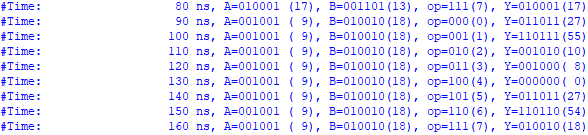 #Time: 80 ns, A=010001 (17), B=001101(13), op=111(7), Y=010001(17)
#Time: 90 ns, A=001001 ( 9), B=010010(18), op=000(0), Y=011011(27)
#Time: 100 ns, A=001001 ( 9), B=010010(18), op=001(1), Y=110111(55)
#Time: 110 ns, A=001001 ( 9), B=010010(18), op=010(2), Y=001010(10)
#Time: 120 ns, A=001001 ( 9), B=010010(18), op=011(3), Y=001000( 8)
#Time: 130 ns, A=001001 ( 9), B=010010(18), op=100(4), Y=000000( 0)
#Time: 140 ns, A=001001 ( 9), B=010010(18), op=101(5), Y=011011(27)
#Time: 150 ns, A=001001 ( 9), B=010010(18), op=110(6), Y=110110(54)
#Time: 160 ns, A=001001 ( 9), B=010010(18), op=111(7), Y=010010(18)